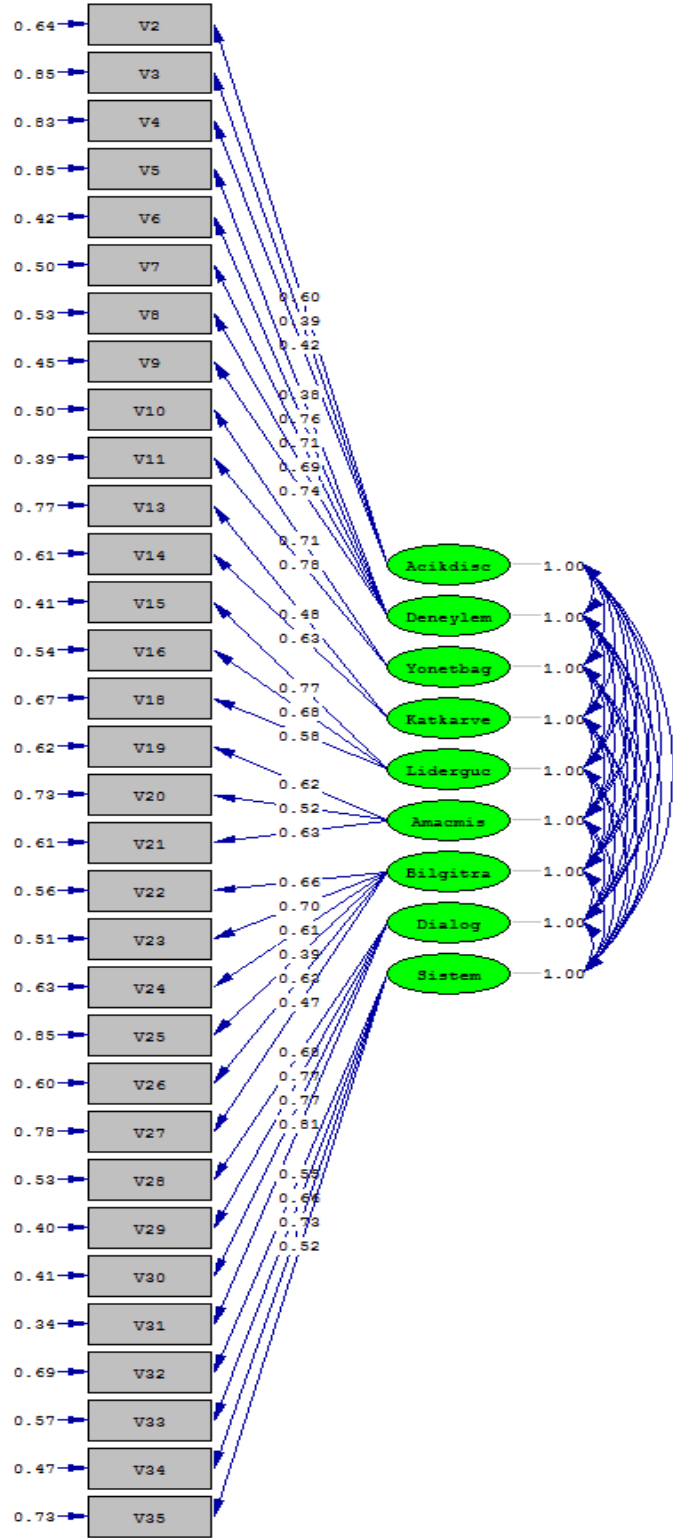 0.64 V2
0.85 V3
0.83 V4
0.85 V5
0.42 V6
0.50 V7
0.53 V8
0.45 V9
0.50 V10
0.39 V11
0.77 V13
0.61 V14
0.41 V15
0.54 V16
0.67 V18
0.62 V19
0.73 V20
0.61 V21
0.56 V22
0.51 V23
0.63 V24
0.85 V25
0.60 V26
0.78 V27
0.53 V28
0.40 V29
0.41 V30
0.34 V31
0.69 V32
0.57 V33
0.47 V34
0.73 V35
0.60
0.39
0.42
0.38
0.76
0.71
0.69
0.74
0.71
0.78
0.48
0.63
0.77
0.68
0.58
0.62
0.52
0.63
0.66
0.70
0.61
0.39
0.63
0.47
0.68
0.77
0.77
0.81
0.55
0.66
0.73
0.52
Acikdisc 1.00
Deneylem 1.00
Yonetbag 1.00
Katkarve 1.00
Liderguc 1.00
Amacmis 1.00
Bilgitra 1.00
Dialog 1.00
Sistem 1.00